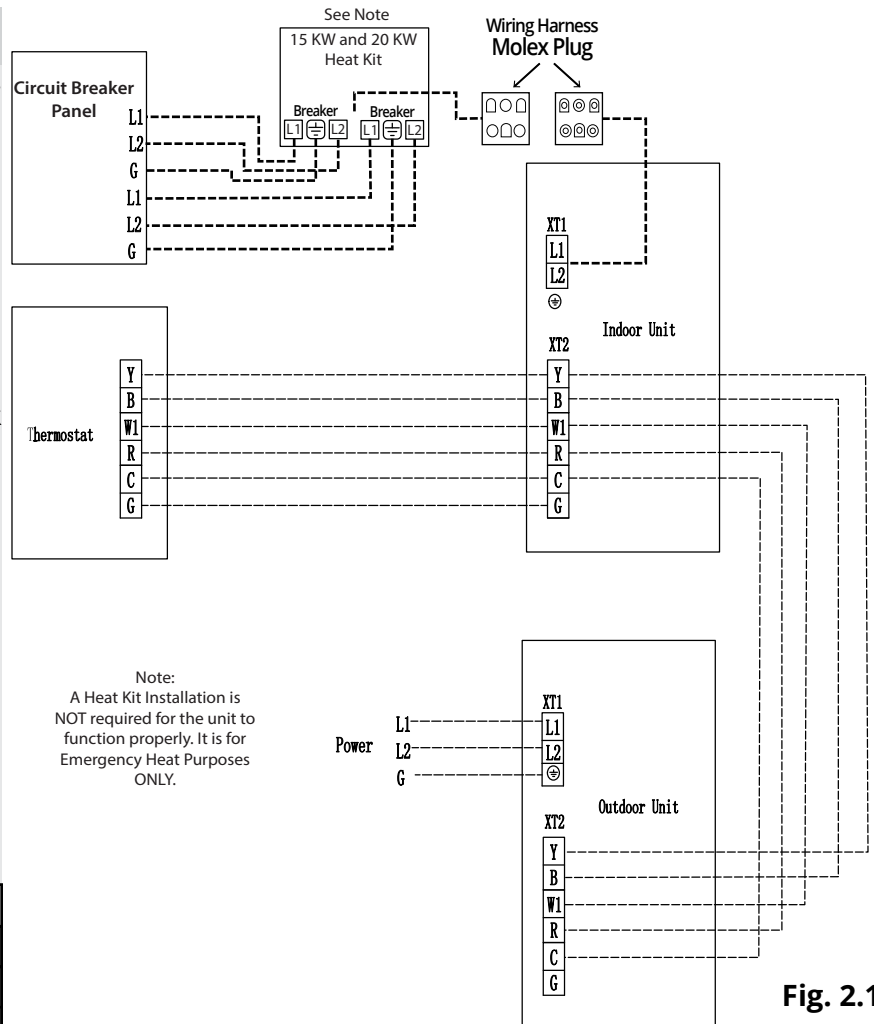 See Note
15 KW and 20 KW
Heat Kit
Breaker
L1
L2
Breaker
L1
L2
Wiring Harness
Molex Plug
Circuit Breaker
Panel
L1
L2
G
L1
L2
G
XT1
L1
L2
Indoor Unit
XT2
Y
B
W1
R
C
G
Thermostat
Y
B
W1
R
C
G
Note:
A Heat Kit Installation is
NOT required for the unit to
function properly. It is for
Emergency Heat Purposes
ONLY.
Power
L1
L2
G
XT1
L1
L2
Outdoor Unit
XT2
Y
B
W1
R
C
G
Fig. 2.1